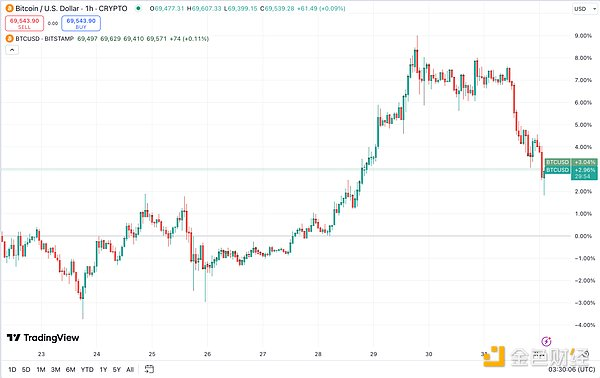 Bitcoin / U.S. Dollar · 1h · CRYPTO O69,477.31 H69,607.33 L69,399.15 C69,539.28 +61.49 (+0.09%)
USD
69,543.90 0.00 69,543.90
SELL BUY
BTCUSD · BITSTAMP 69,497 69,629 69,410 69,571 +74 (+0.11%)
9.00%
8.00%
7.00%
6.00%
5.00%
4.00%
BTCUSD +3.04%
BTCUSD +2.96%
29:54
2.00%
1.00%
0.00%
−1.00%
−2.00%
−3.00%
−4.00%
TradingView
23 24 25 26 27 28 29 30 31
金色财经
1D 5D 1M 3M 6M YTD 1Y 5Y All 03:30:06 (UTC)